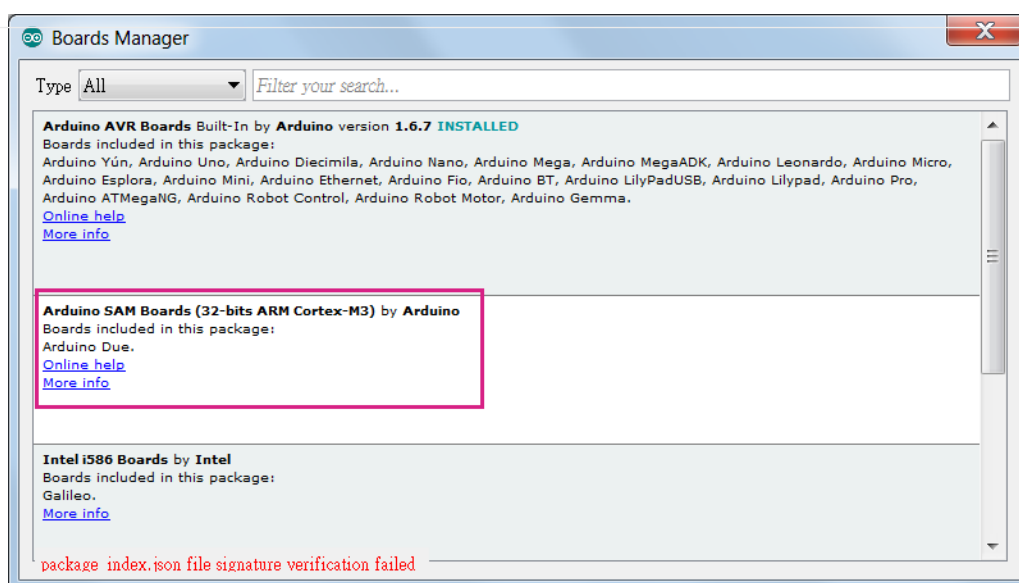 Boards Manager
Type All Filter your search...
Arduino AVR Boards Built-In by Arduino version 1.6.7 INSTALLED
Boards included in this package:
Arduino Yún, Arduino Uno, Arduino Diecimila, Arduino Nano, Arduino Mega, Arduino MegaADK, Arduino Leonardo, Arduino Micro,
Arduino Esplora, Arduino Mini, Arduino Ethernet, Arduino Fio, Arduino BT, Arduino LilyPadUSB, Arduino Lilypad, Arduino Pro,
Arduino ATMegaNG, Arduino Robot Control, Arduino Robot Motor, Arduino Gemma.
Online help
More info
Arduino SAM Boards (32-bits ARM Cortex-M3) by Arduino
Boards included in this package:
Arduino Due.
Online help
More info
Intel i586 Boards by Intel
Boards included in this package:
Galileo.
More info
package_index.json file signature verification failed